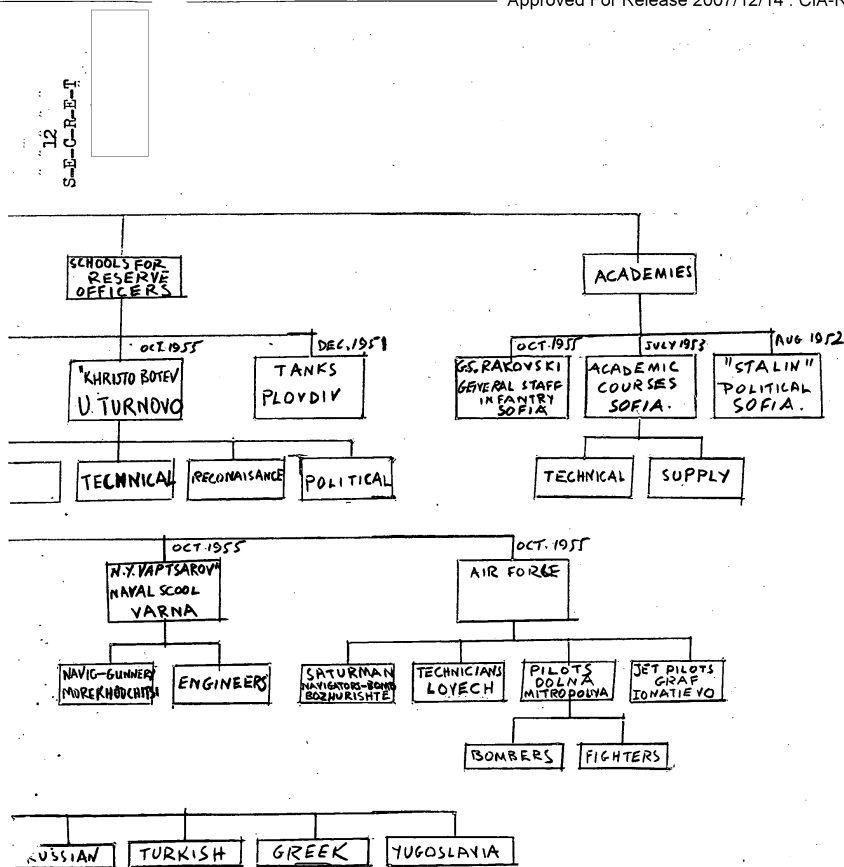 Approved For Release 2007/12/14 : CIA-R
12
S-E-C-R-E-T
SCHOOLS FOR
RESERVE
OFFICERS
ACADEMIES
OCT.1955
"KHRISTO BOTEV
U. TURNOVO
DEC, 1951
TANKS
PLOVDIV
OCT. 1955
G.S. RAKOVSKI
GENERAL STAFF
INFANTRY
SOFIA
JULY 1953
ACADEMIC
COURSES
SOFIA.
AUG 1952
"STALIN"
POLITICAL
SOFIA.
TECHNICAL
RECONAISANCE
POLITICAL
TECHNICAL
SUPPLY
OCT.1955
N.Y. VAPTSAROV"
NAVAL SCOOL
VARNA
OCT. 1955
AIR FORCE
NAVIG-GUNNERY
MOREKHODCHITSI
ENGINEERS
SATURMAN
NAVIGATORS-BOMB
BOZHURISHTE
TECHNICIANS
LOVECH
PILOTS
DOLNA
MITROPOLIYA
JET PILOTS
GRAF
IGNATIEVO
BOMBERS
FIGHTERS
RUSSIAN
TURKISH
GREEK
YUGOSLAVIA